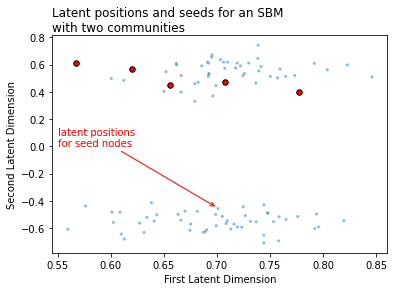 Latent positions and seeds for an SBM
with two communities
0.8
0.6
0.4
0.2
0.0
−0.2
−0.4
−0.6
Second Latent Dimension
latent positions
for seed nodes
0.55 0.60 0.65 0.70 0.75 0.80 0.85
First Latent Dimension